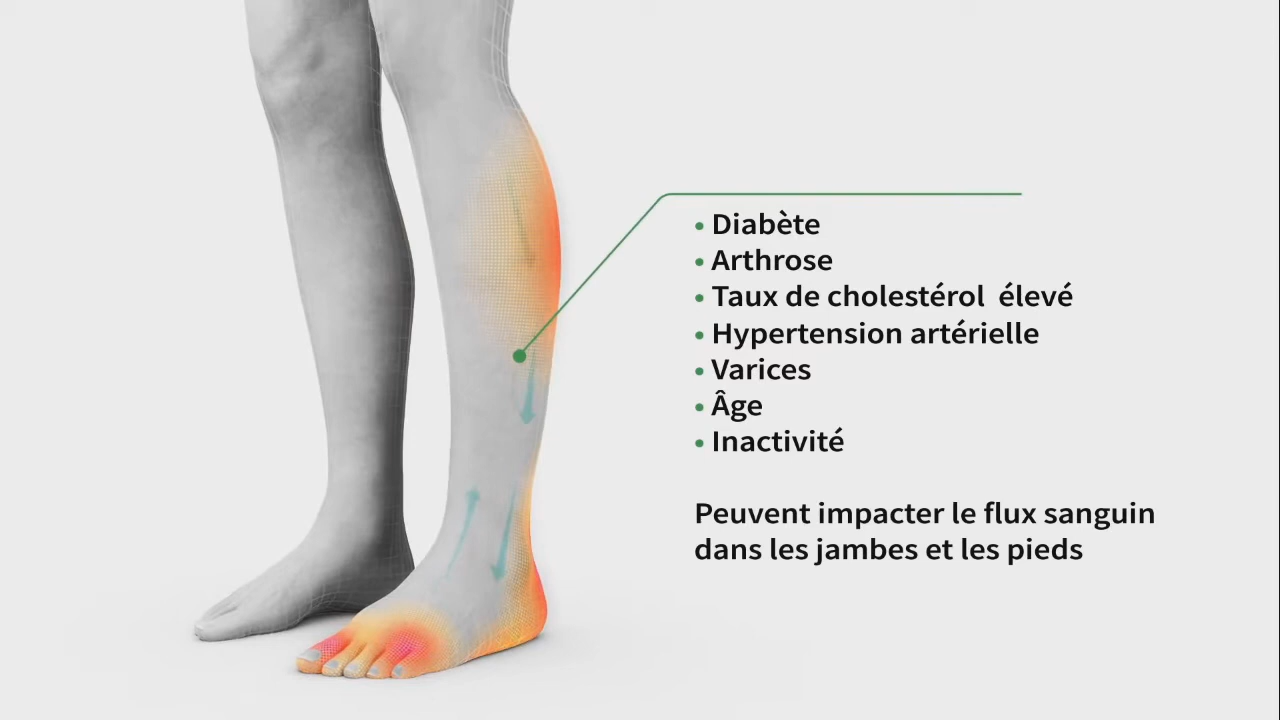 • Diabète
• Arthrose
• Taux de cholestérol  élevé
• Hypertension artérielle
• Varices
• Âge
• Inactivité
Peuvent impacter le flux sanguin
dans les jambes et les pieds